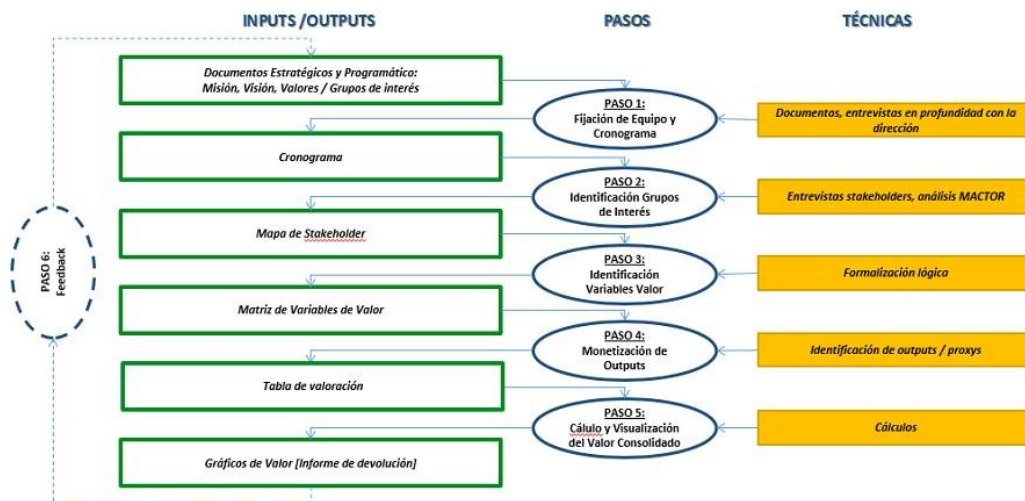 INPUTS /OUTPUTS
PASOS
TÉCNICAS
Documentos Estratégicos y Programático:
Misión, Visión, Valores / Grupos de interés
PASO 1:
Fijación de Equipo y
Cronograma
Documentos, entrevistas en profundidad con la
dirección
Cronograma
PASO 2:
Identificación Grupos
de Interés
Entrevistas stakeholders, análisis MACTOR
Mapa de Stakeholder
PASO 3:
Identificación
Variables Valor
Formalización lógica
Matriz de Variables de Valor
PASO 4:
Monetización de
Outputs
Identificación de outputs / proxys
Tabla de valoración
PASO 5:
Cálulo y Visualización
del Valor Consolidado
Cálculos
Gráficos de Valor [Informe de devolución]
PASO 6:
Feedback